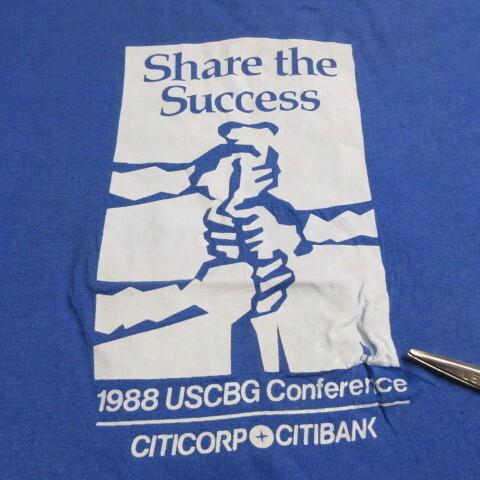 Share the
Success
1988 USCBG Conference
CITICORP CITIBANK